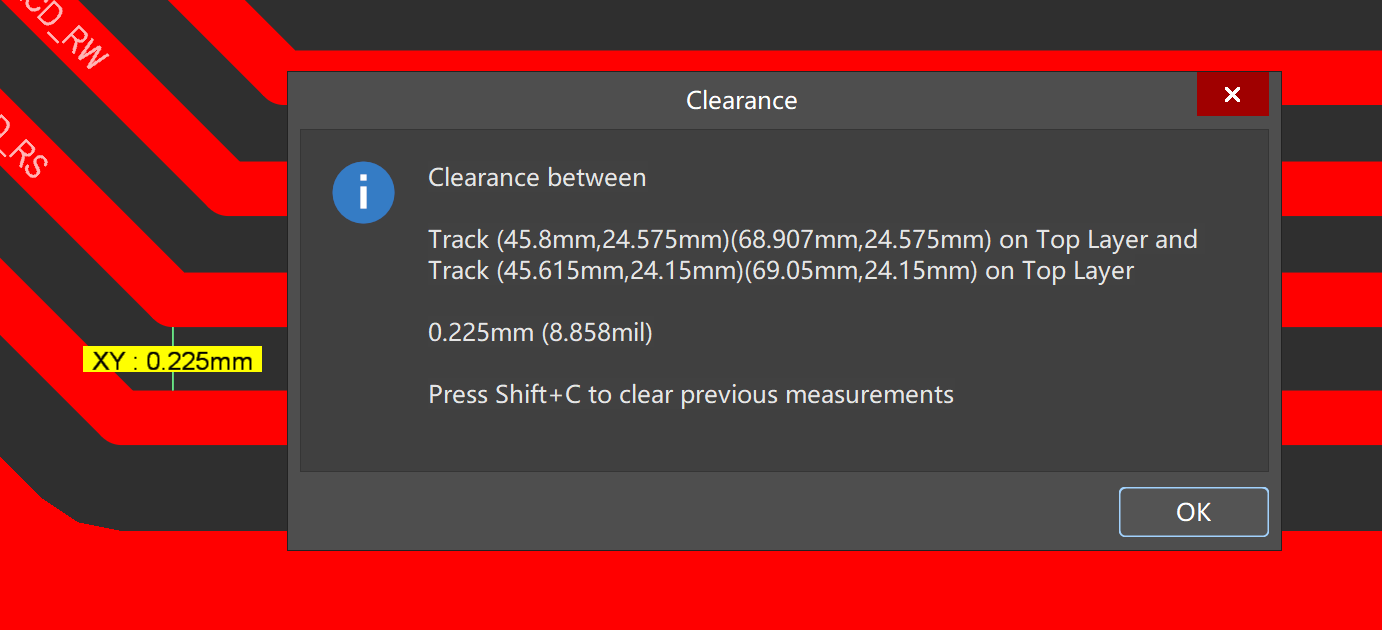 CD_RW
Clearance
D_RS
Clearance between
Track (45.8mm,24.575mm)(68.907mm,24.575mm) on Top Layer and
Track (45.615mm,24.15mm)(69.05mm,24.15mm) on Top Layer
0.225mm (8.858mil)
XY : 0.225mm
Press Shift+C to clear previous measurements
OK